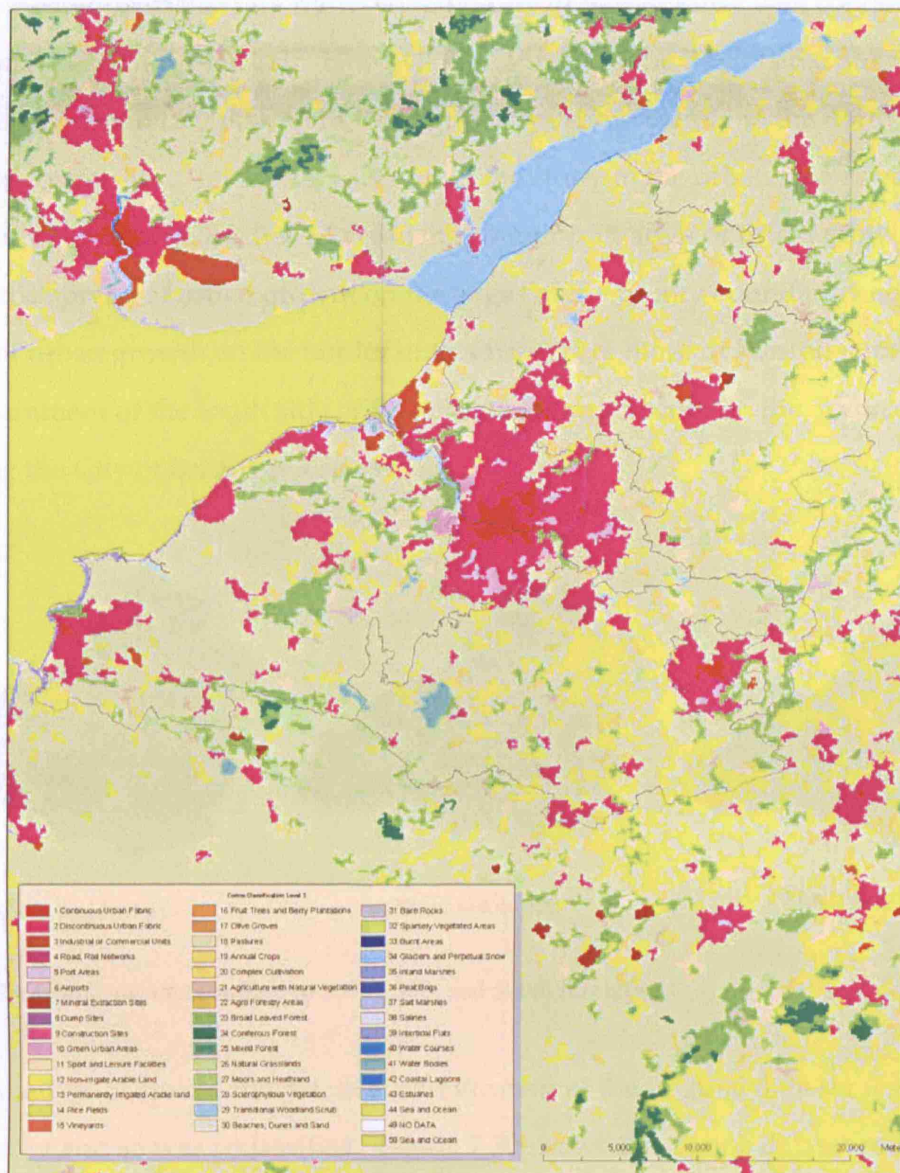 Corine Classification Level 3
1 Continuous Urban Fabric
2 Discontinuous Urban Fabric
3 Industrial or Commercial Units
4 Road, Rail Networks
5 Port Areas
6 Airports
7 Mineral Extraction Sites
8 Dump Sites
9 Construction Sites
10 Green Urban Areas
11 Sport and Leisure Facilities
12 Non-irrigate Arable Land
13 Permanently Irrigated Arable land
14 Rice Fields
15 Vineyards
16 Fruit Trees and Berry Plantations
17 Olive Groves
18 Pastures
19 Annual Crops
20 Complex Cultivation
21 Agriculture with Natural Vegetation
22 Agro Forestry Areas
23 Broad Leaved Forest
24 Coniferous Forest
25 Mixed Forest
26 Natural Grasslands
27 Moors and Heathland
28 Sclerophyllous Vegetation
29 Transitional Woodland Scrub
30 Beaches, Dunes and Sand
31 Bare Rocks
32 Sparsely Vegetated Areas
33 Burnt Areas
34 Glaciers and Perpetual Snow
35 Inland Marshes
36 Peat Bogs
37 Salt Marshes
38 Salines
39 Intertidal Flats
40 Water Courses
41 Water Bodies
42 Coastal Lagoons
43 Estuaries
44 Sea and Ocean
49 NO DATA
50 Sea and Ocean
0 5,000 10,000 20,000 Mete